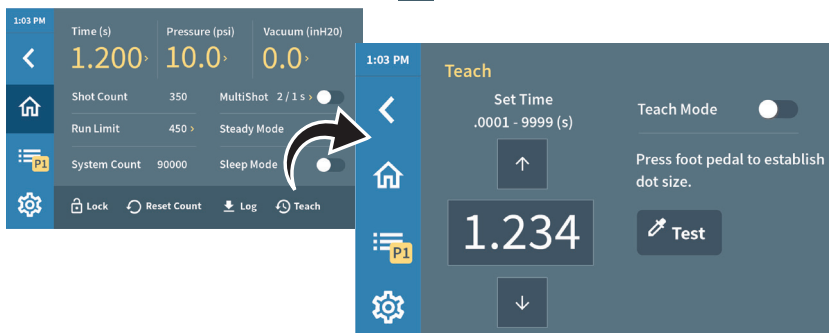 1:03 PM
Time (s) Pressure (psi) Vacuum (inH20)
1.200› 10.0› 0.0›
Shot Count 350 MultiShot 2 / 1 s ›
Run Limit 450 › Steady Mode
System Count 90000 Sleep Mode
P1
Lock Reset Count Log Teach
1:03 PM
Teach
Set Time
.0001 - 9999 (s)
↑
1.234
↓
P1
Teach Mode
Press foot pedal to establish
dot size.
Test